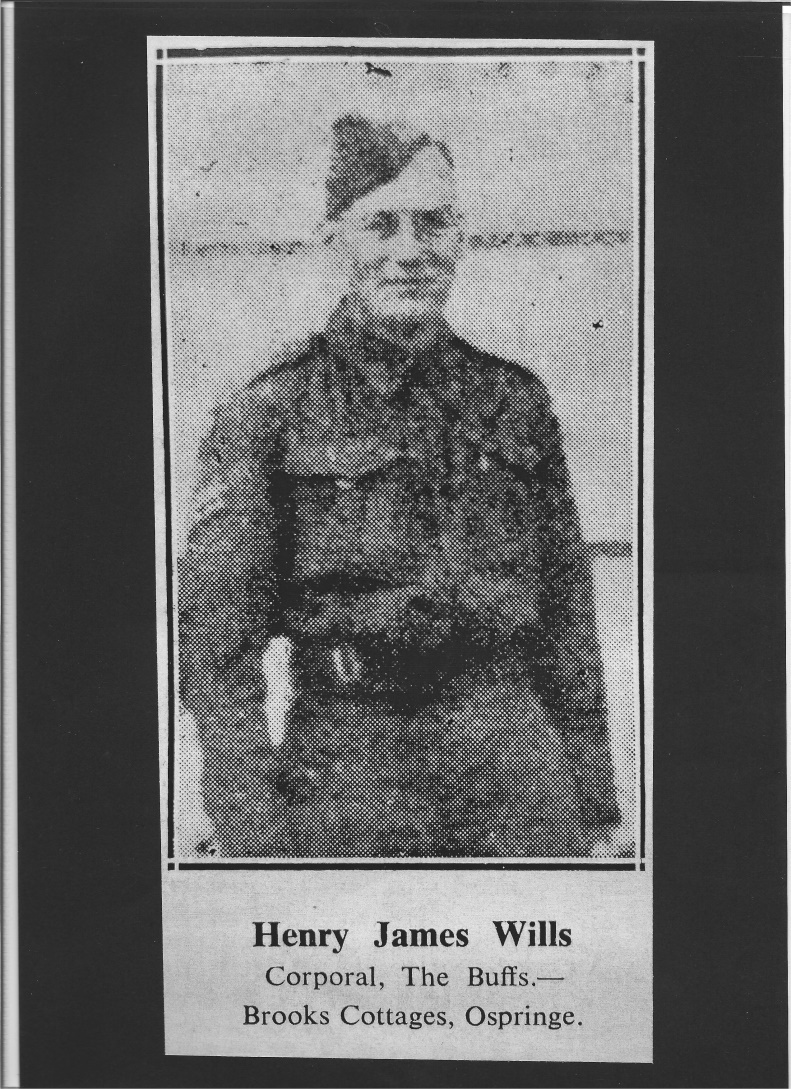 Henry James Wills
Corporal, The Buffs.—
Brooks Cottages, Ospringe.